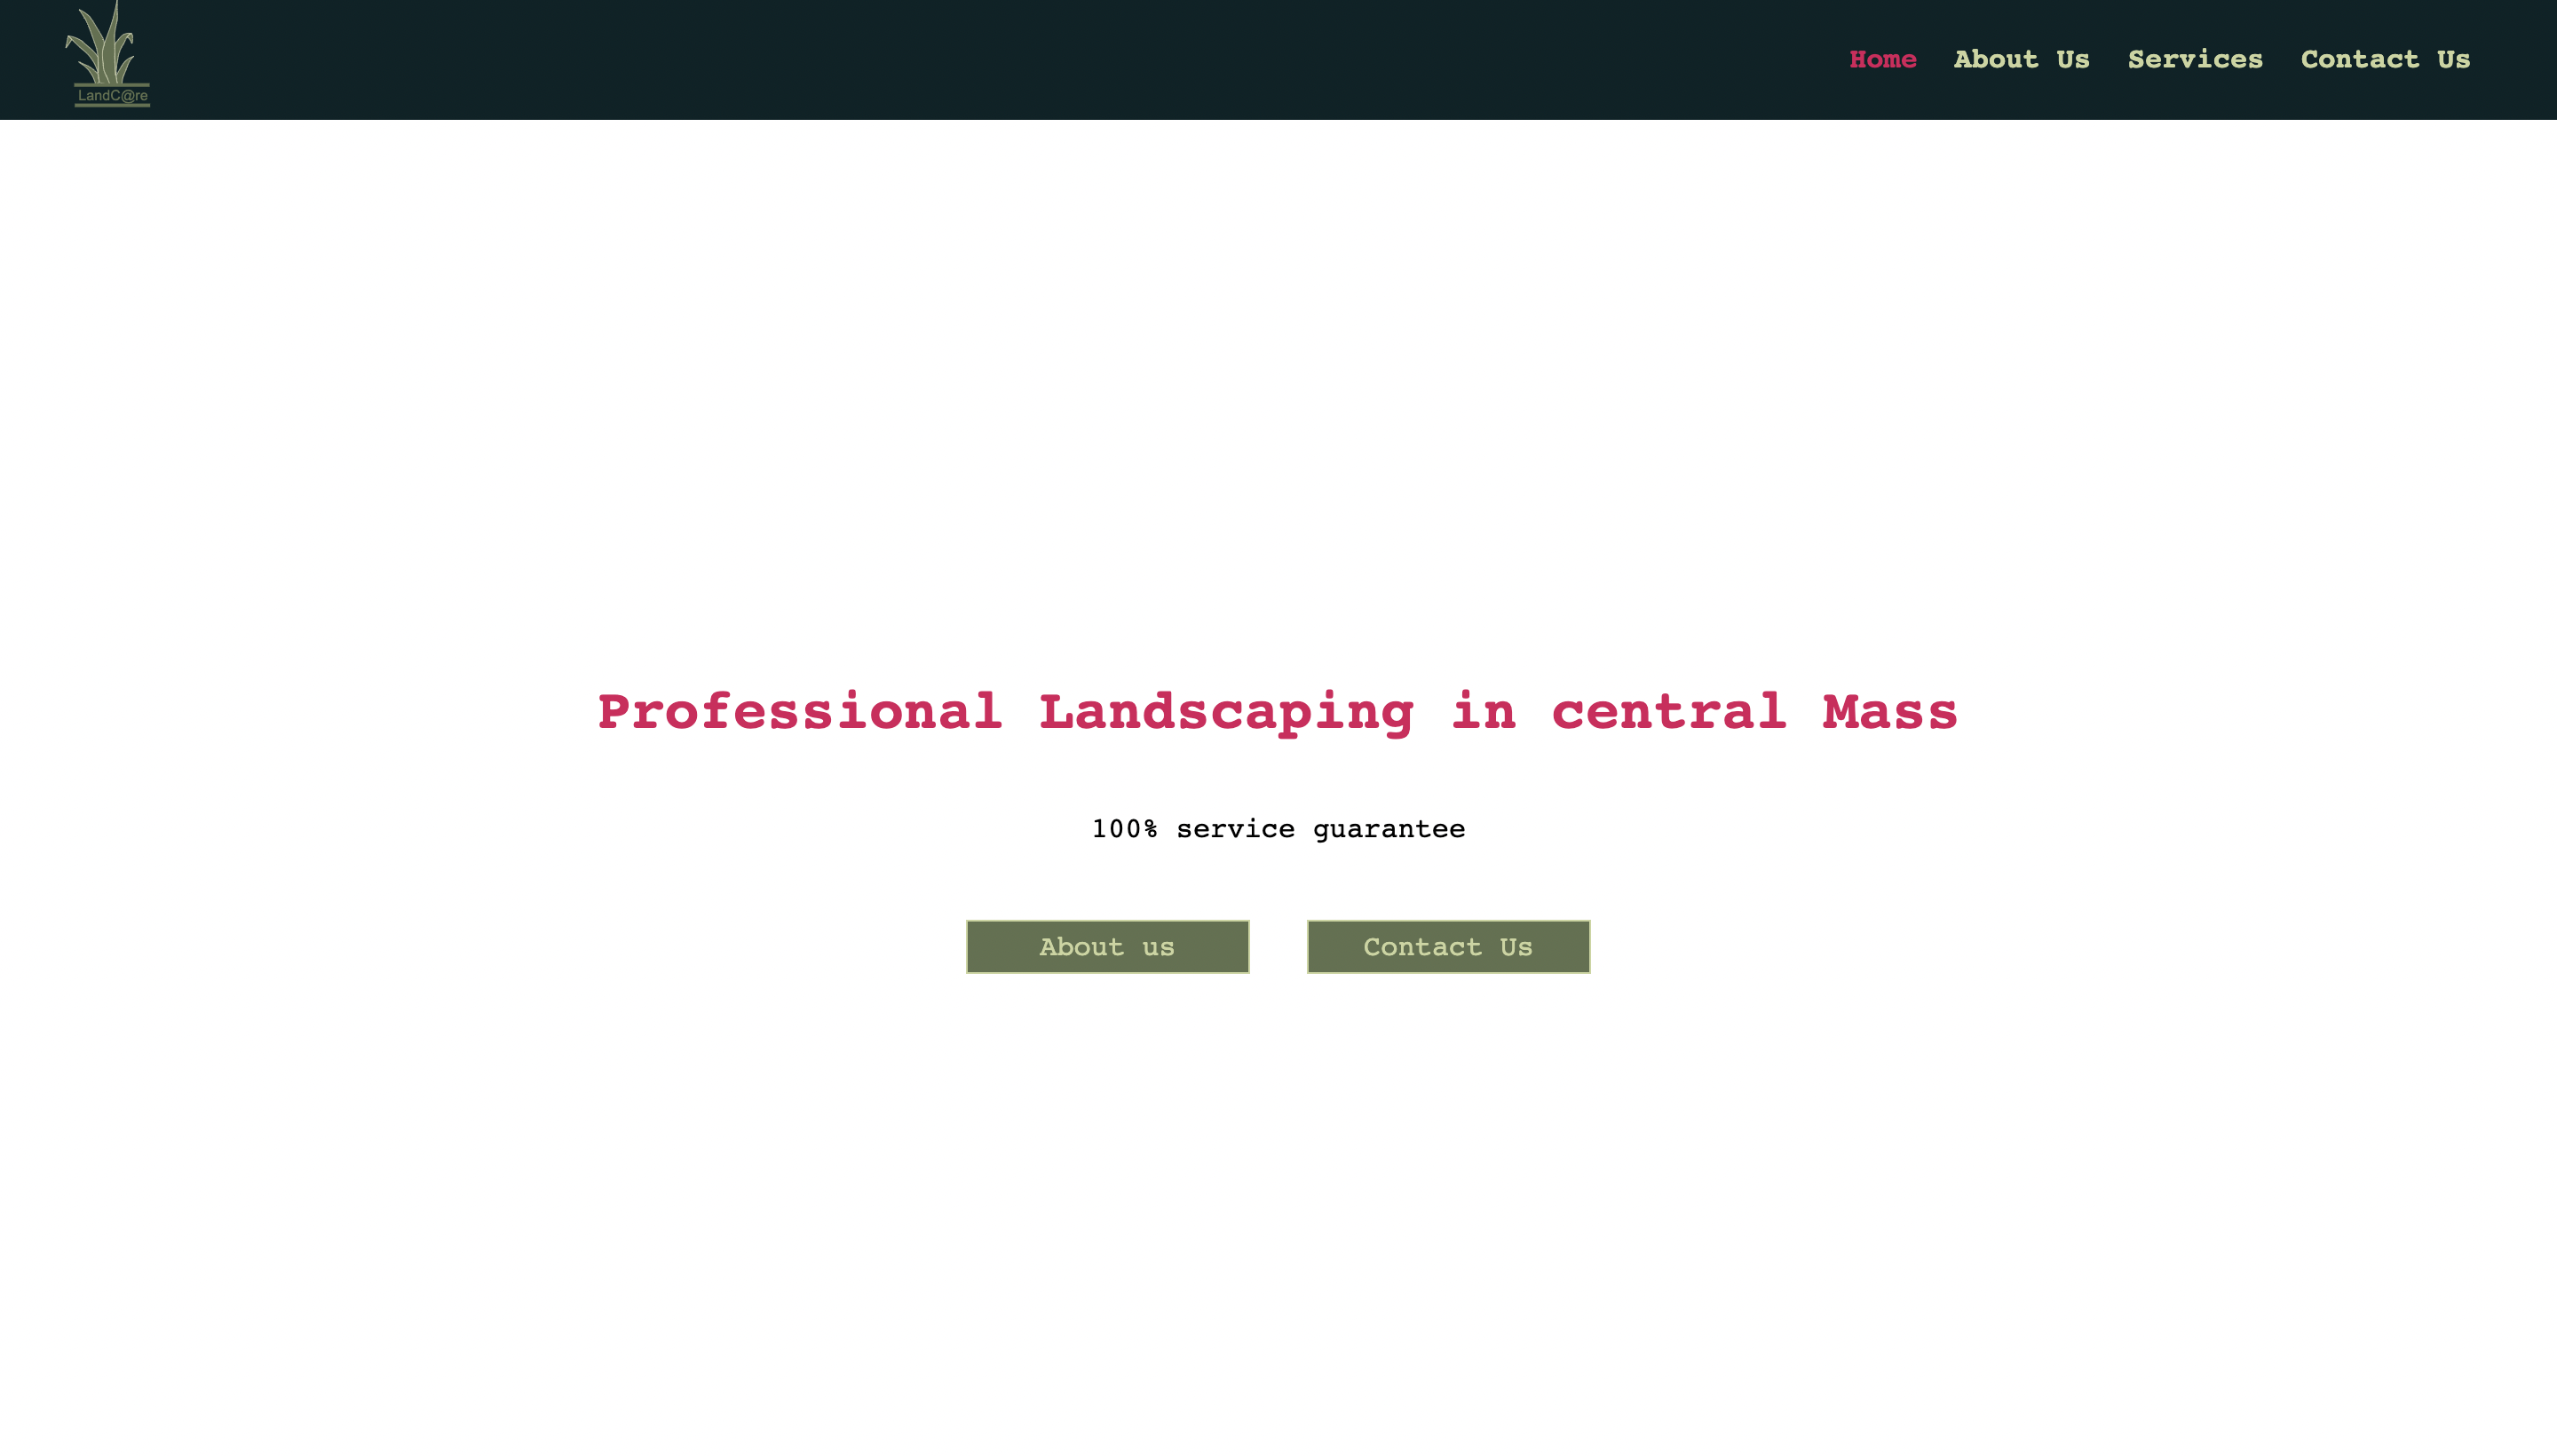 LandC@re
Home About Us Services Contact Us
Professional Landscaping in central Mass
100% service guarantee
About us Contact Us